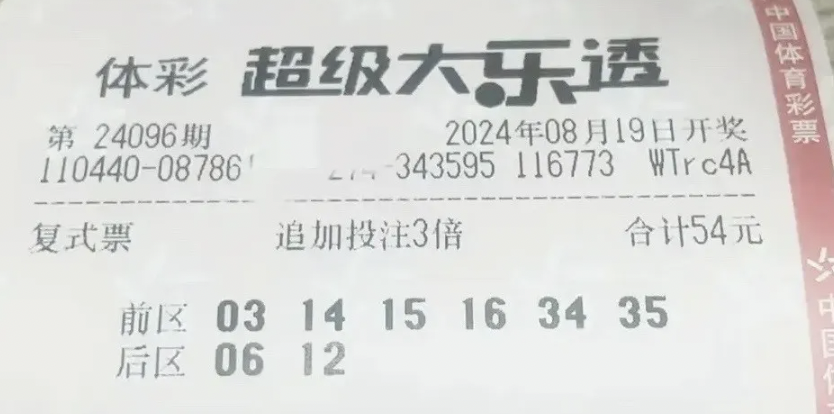 体彩 超级大乐透
第 24096期 2024年08月19日开奖
110440-08786 -343595 116773 WTrc4A
复式票 追加投注3倍 合计54元
前区 03 14 15 16 34 35
后区 06 12
中国体育彩票
中国体